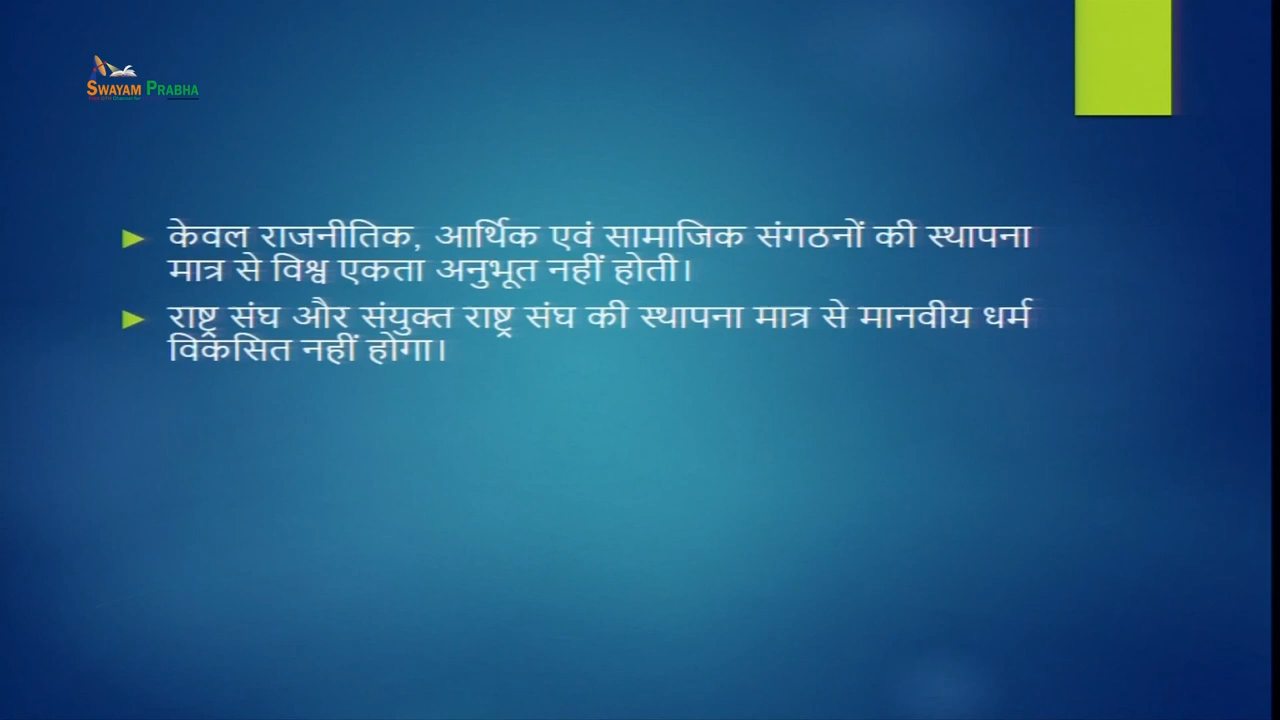 SWAYAM PRABHA
केवल राजनीतिक, आर्थिक एवं सामाजिक संगठनों की स्थापना
मात्र से विश्व एकता अनुभूत नहीं होती।
राष्ट्र संघ और संयुक्त राष्ट्र संघ की स्थापना मात्र से मानवीय धर्म
विकसित नहीं होगा।